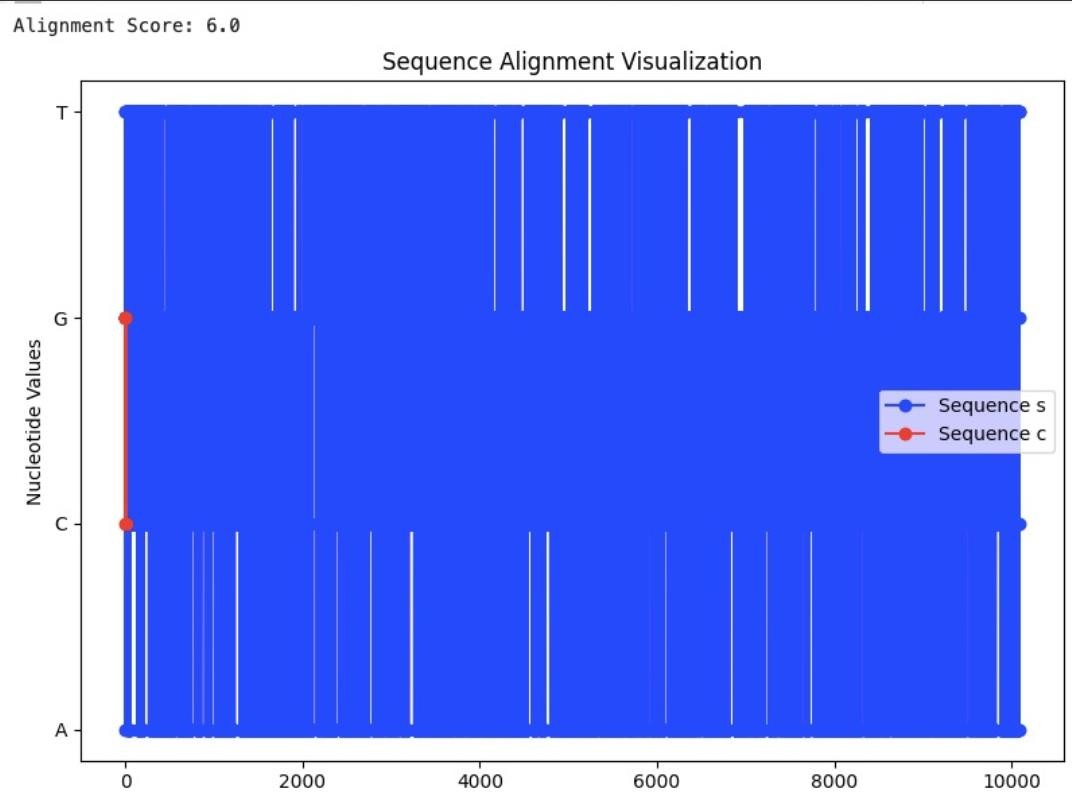 Alignment Score: 6.0
Sequence Alignment Visualization
T
G
C
A
Nucleotide Values
Sequence s
Sequence c
0 2000 4000 6000 8000 10000